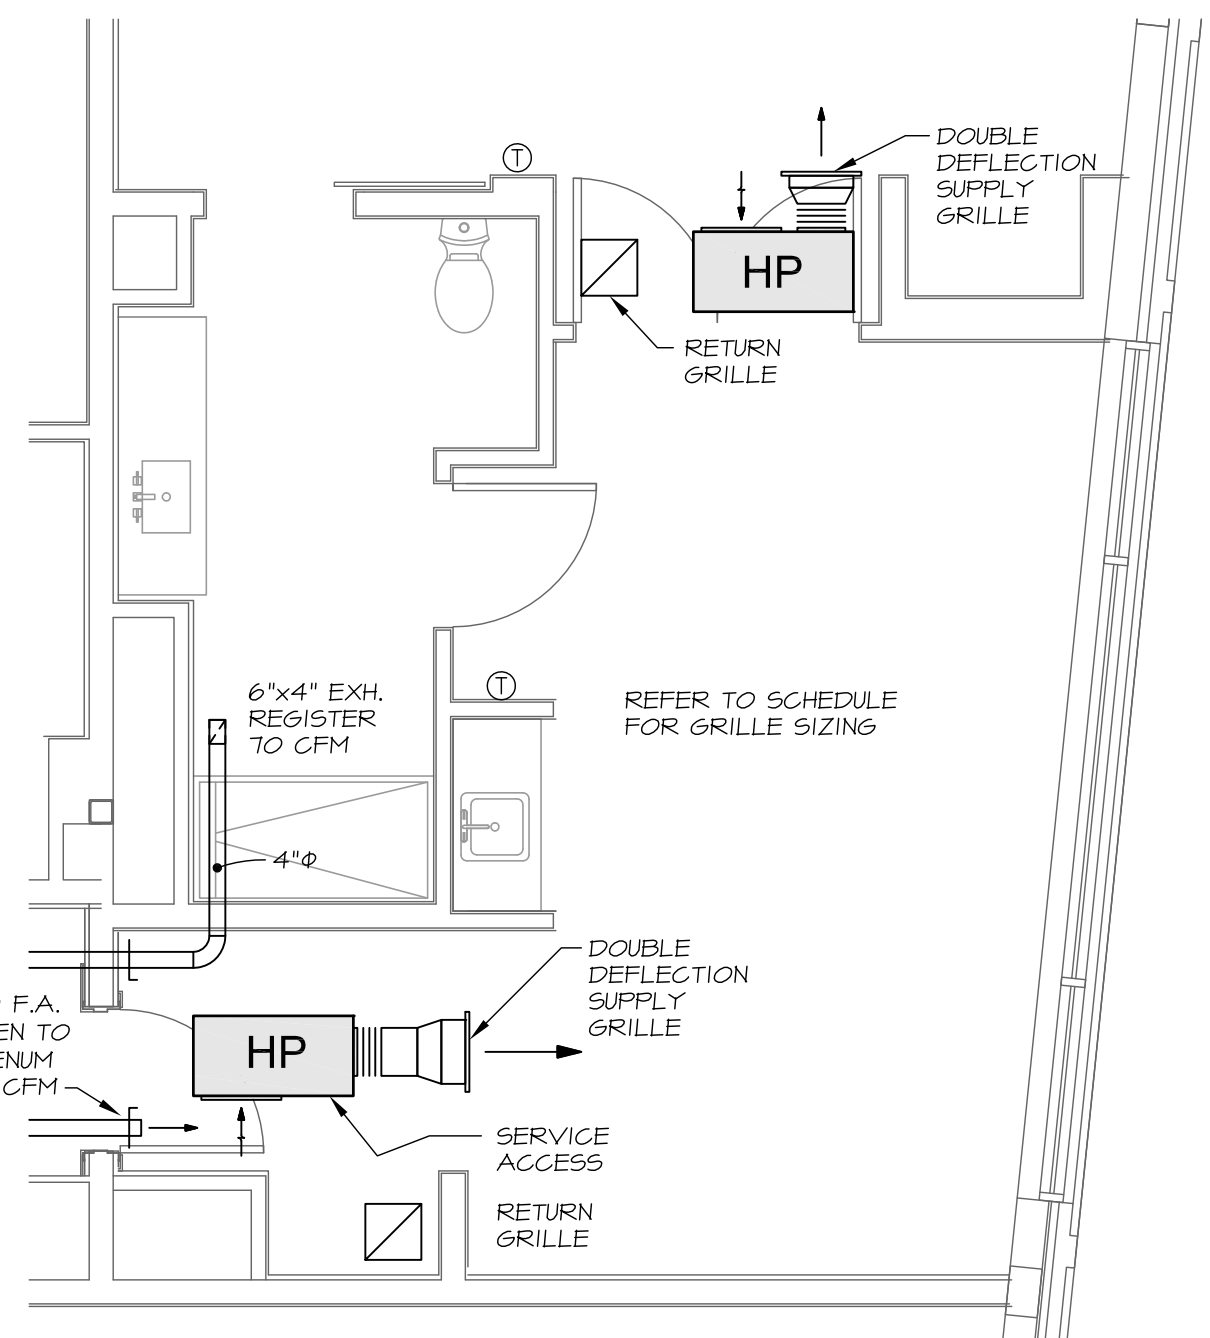 T
DOUBLE
DEFLECTION
SUPPLY
GRILLE
HP
RETURN
GRILLE
6"x4" EXH.
REGISTER
70 CFM
T
REFER TO SCHEDULE
FOR GRILLE SIZING
4"Φ
DOUBLE
DEFLECTION
SUPPLY
GRILLE
F.A.
EN TO
ENUM
CFM
HP
SERVICE
ACCESS
RETURN
GRILLE